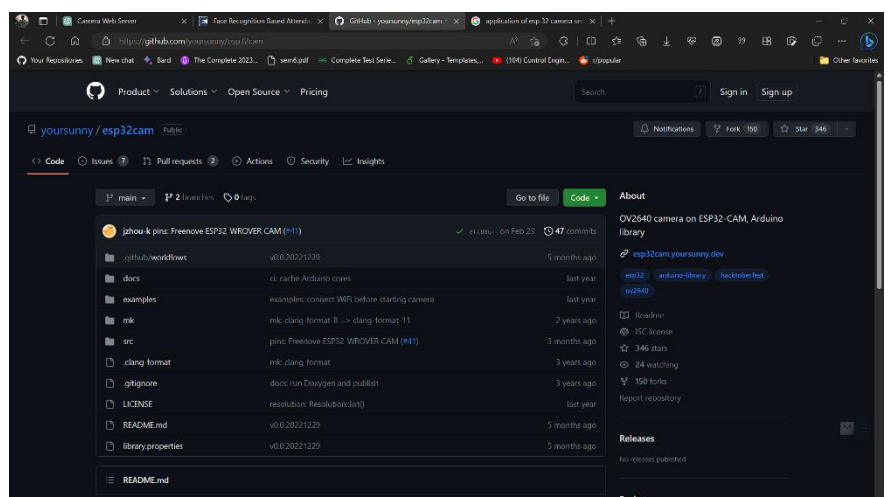 Camera Web Server
Face Recognition Based Attendan
GitHub - yoursunny/esp32cam:
application of esp 32 camera sen
https://github.com/yoursunny/esp32cam
Your Repositories
New chat
Bard
The Complete 2023...
sem6.pdf
Complete Test Serie...
Gallery - Templates,...
(104) Control Engin...
r/popular
Other favorites
Product
Solutions
Open Source
Pricing
Search
/
Sign in
Sign up
yoursunny / esp32cam Public
Notifications
Fork 150
Star 346
Code
Issues 7
Pull requests 2
Actions
Security
Insights
main
2 branches
0 tags
Go to file
Code
jzhou-k pins: Freenove ESP32 WROVER CAM (#41)
on Feb 23
47 commits
.github/workflows v0.0.20221229 5 months ago
docs ci: cache Arduino cores last year
examples examples: connect WiFi before starting camera last year
mk mk: clang-format-8 --> clang-format-11 2 years ago
src pins: Freenove ESP32 WROVER CAM (#41) 3 months ago
.clang-format mk: clang-format 3 years ago
.gitignore docs: run Doxygen and publish 3 years ago
LICENSE resolution: Resolution::list() last year
README.md v0.0.20221229 5 months ago
library.properties v0.0.20221229 5 months ago
README.md
About
OV2640 camera on ESP32-CAM, Arduino
library
esp32cam.yoursunny.dev
esp32
arduino-library
hacktoberfest
ov2640
Readme
ISC license
346 stars
24 watching
150 forks
Report repository
Releases
No releases published